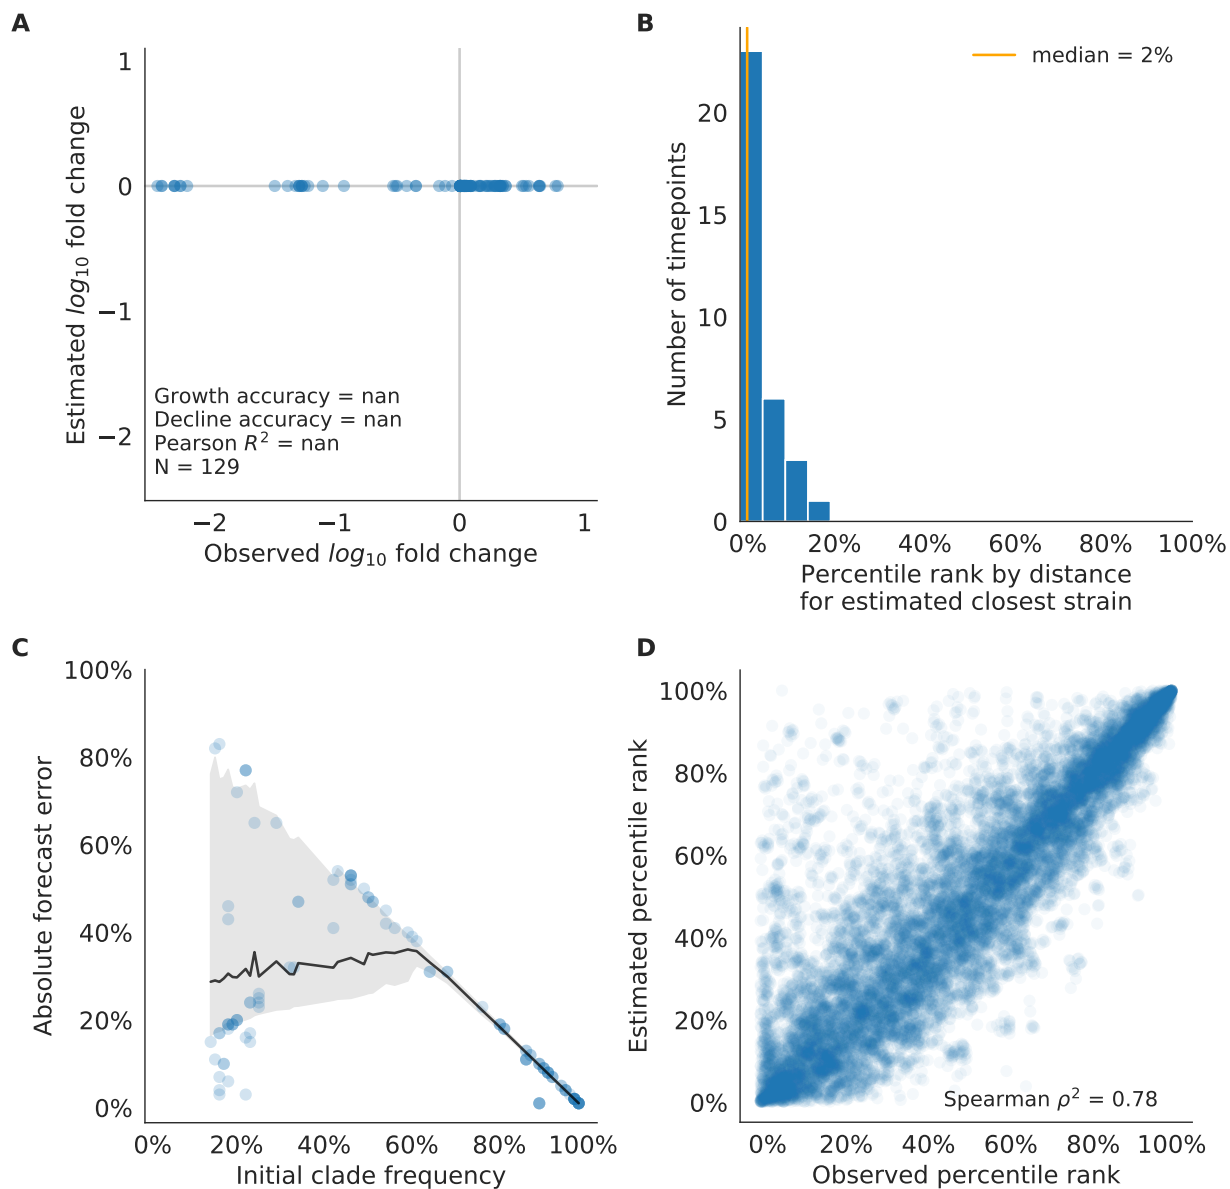 A
1
0
−1
−2
Estimated log₁₀ fold change
Growth accuracy = nan
Decline accuracy = nan
Pearson R² = nan
N = 129
−2 −1 0 1
Observed log₁₀ fold change
B
median = 2%
20
15
10
5
0
Number of timepoints
0% 20% 40% 60% 80% 100%
Percentile rank by distance
for estimated closest strain
C
100%
80%
60%
40%
20%
0%
Absolute forecast error
0% 20% 40% 60% 80% 100%
Initial clade frequency
D
100%
80%
60%
40%
20%
0%
Estimated percentile rank
Spearman ρ² = 0.78
0% 20% 40% 60% 80% 100%
Observed percentile rank